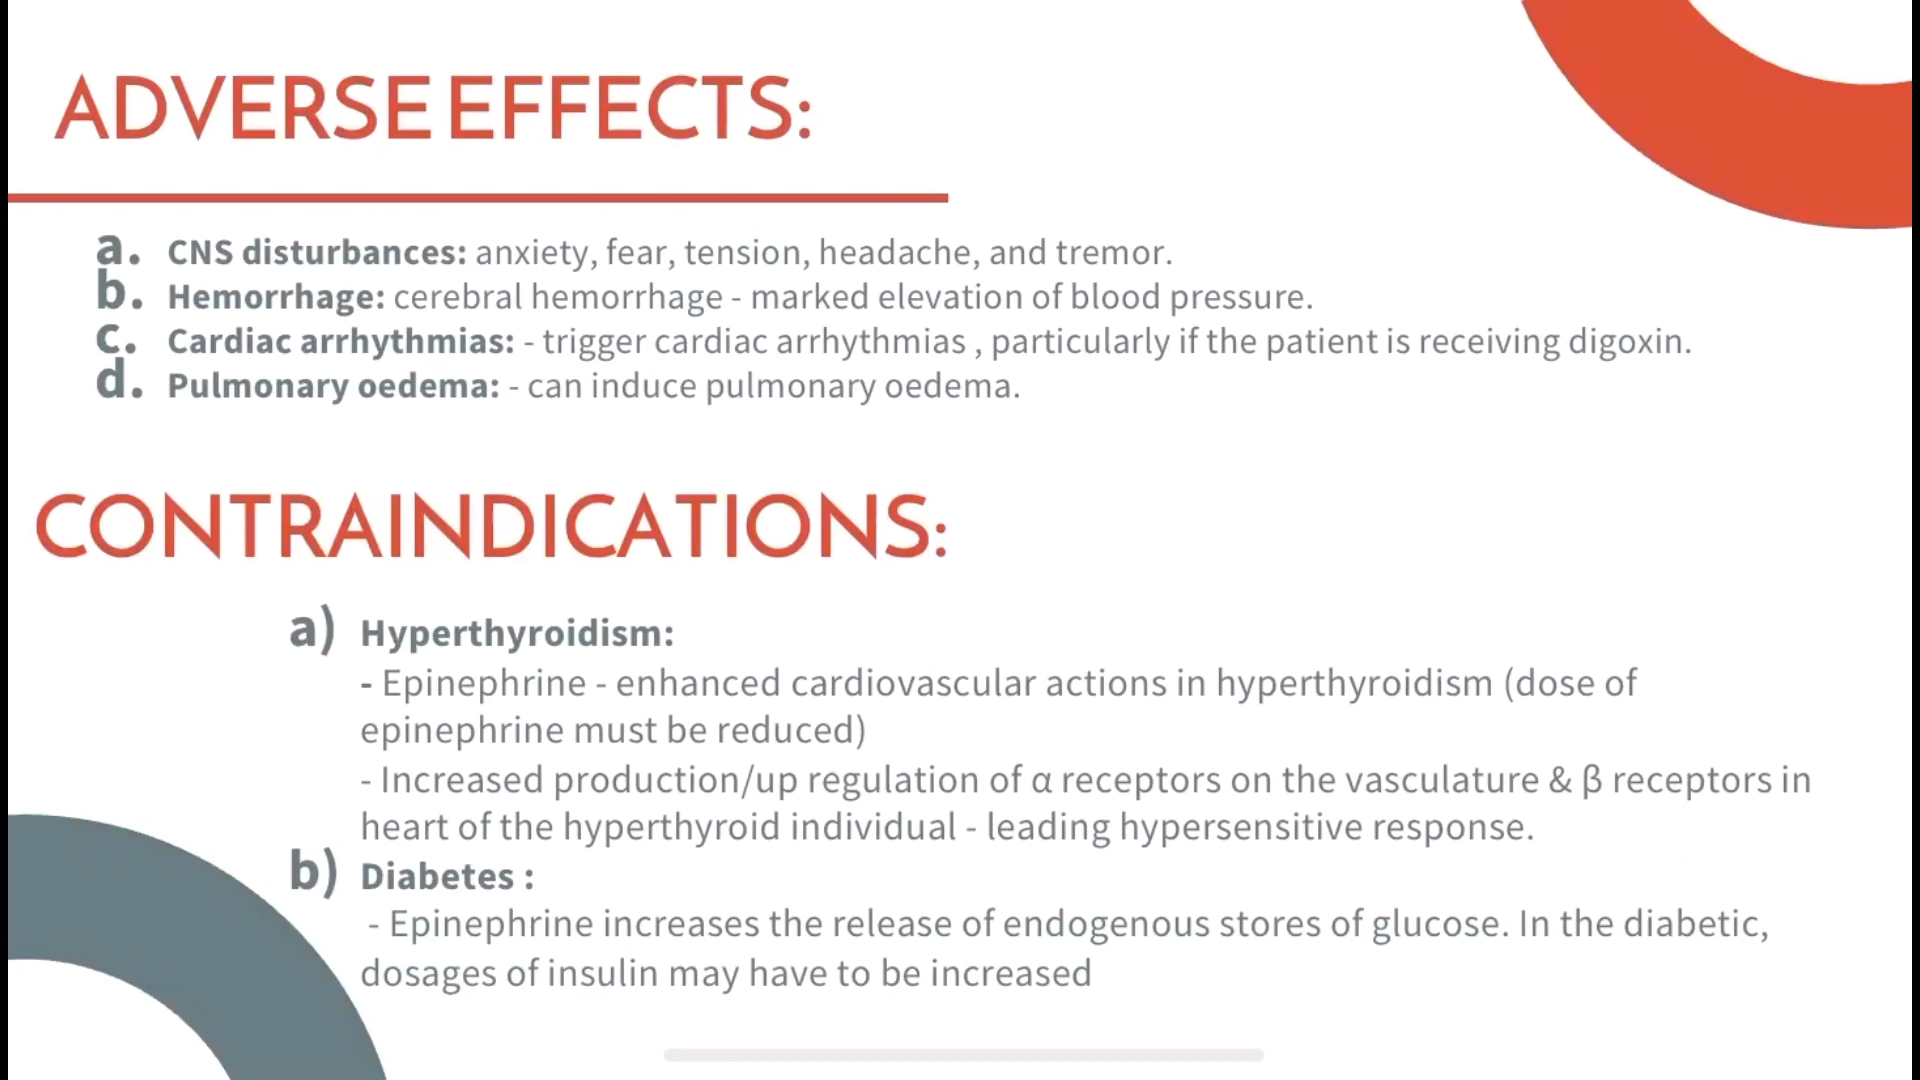 ADVERSE EFFECTS:
a. CNS disturbances: anxiety, fear, tension, headache, and tremor.
b. Hemorrhage: cerebral hemorrhage - marked elevation of blood pressure.
c. Cardiac arrhythmias: - trigger cardiac arrhythmias , particularly if the patient is receiving digoxin.
d. Pulmonary oedema: - can induce pulmonary oedema.
CONTRAINDICATIONS:
a) Hyperthyroidism:
- Epinephrine - enhanced cardiovascular actions in hyperthyroidism (dose of
epinephrine must be reduced)
- Increased production/up regulation of α receptors on the vasculature & β receptors in
heart of the hyperthyroid individual - leading hypersensitive response.
b) Diabetes :
- Epinephrine increases the release of endogenous stores of glucose. In the diabetic,
dosages of insulin may have to be increased